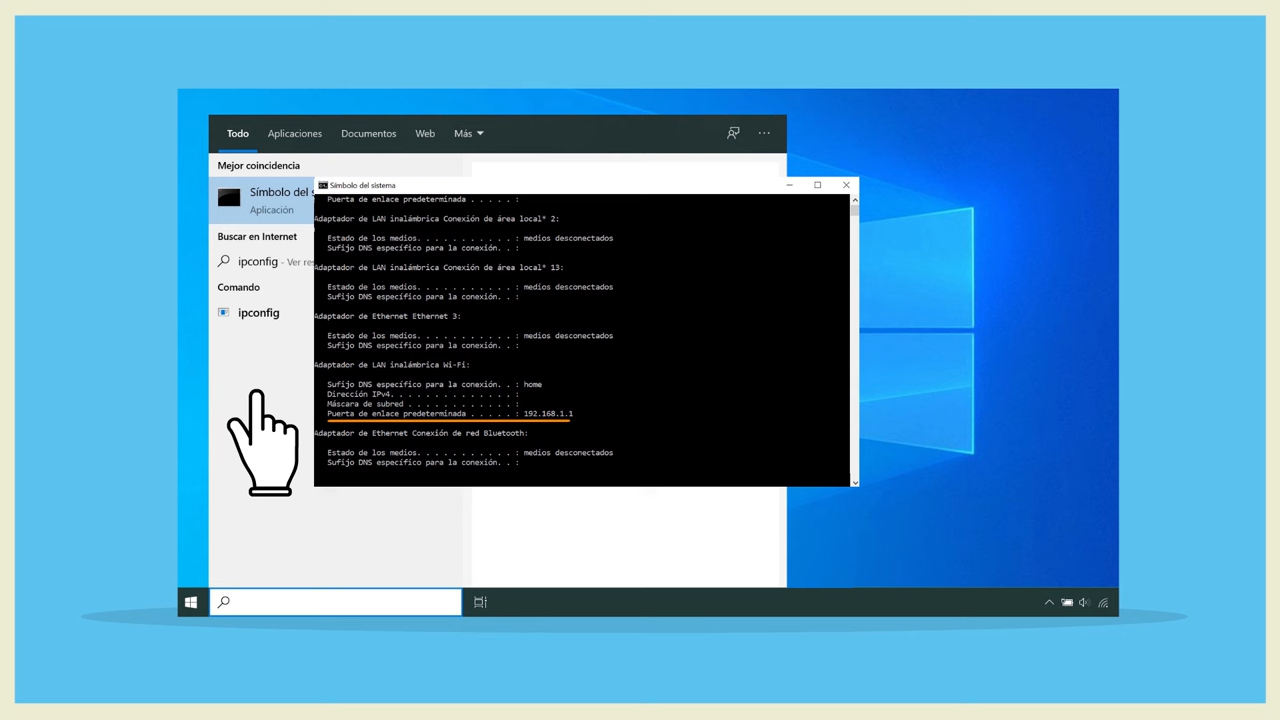 Todo
Aplicaciones
Documentos
Web
Más
Mejor coincidencia
Símbolo del s
Aplicación
Buscar en Internet
ipconfig - Ver res
Comando
ipconfig
Símbolo del sistema
Puerta de enlace predeterminada . . . . . :
Adaptador de LAN inalámbrica Conexión de área local* 2:
Estado de los medios. . . . . . . . . . . : medios desconectados
Sufijo DNS específico para la conexión. . :
Adaptador de LAN inalámbrica Conexión de área local* 13:
Estado de los medios. . . . . . . . . . . : medios desconectados
Sufijo DNS específico para la conexión. . :
Adaptador de Ethernet Ethernet 3:
Estado de los medios. . . . . . . . . . . : medios desconectados
Sufijo DNS específico para la conexión. . :
Adaptador de LAN inalámbrica Wi-Fi:
Sufijo DNS específico para la conexión. . : home
Dirección IPv4. . . . . . . . . . . . . . :
Máscara de subred . . . . . . . . . . . . :
Puerta de enlace predeterminada . . . . . : 192.168.1.1
Adaptador de Ethernet Conexión de red Bluetooth:
Estado de los medios. . . . . . . . . . . : medios desconectados
Sufijo DNS específico para la conexión. . :